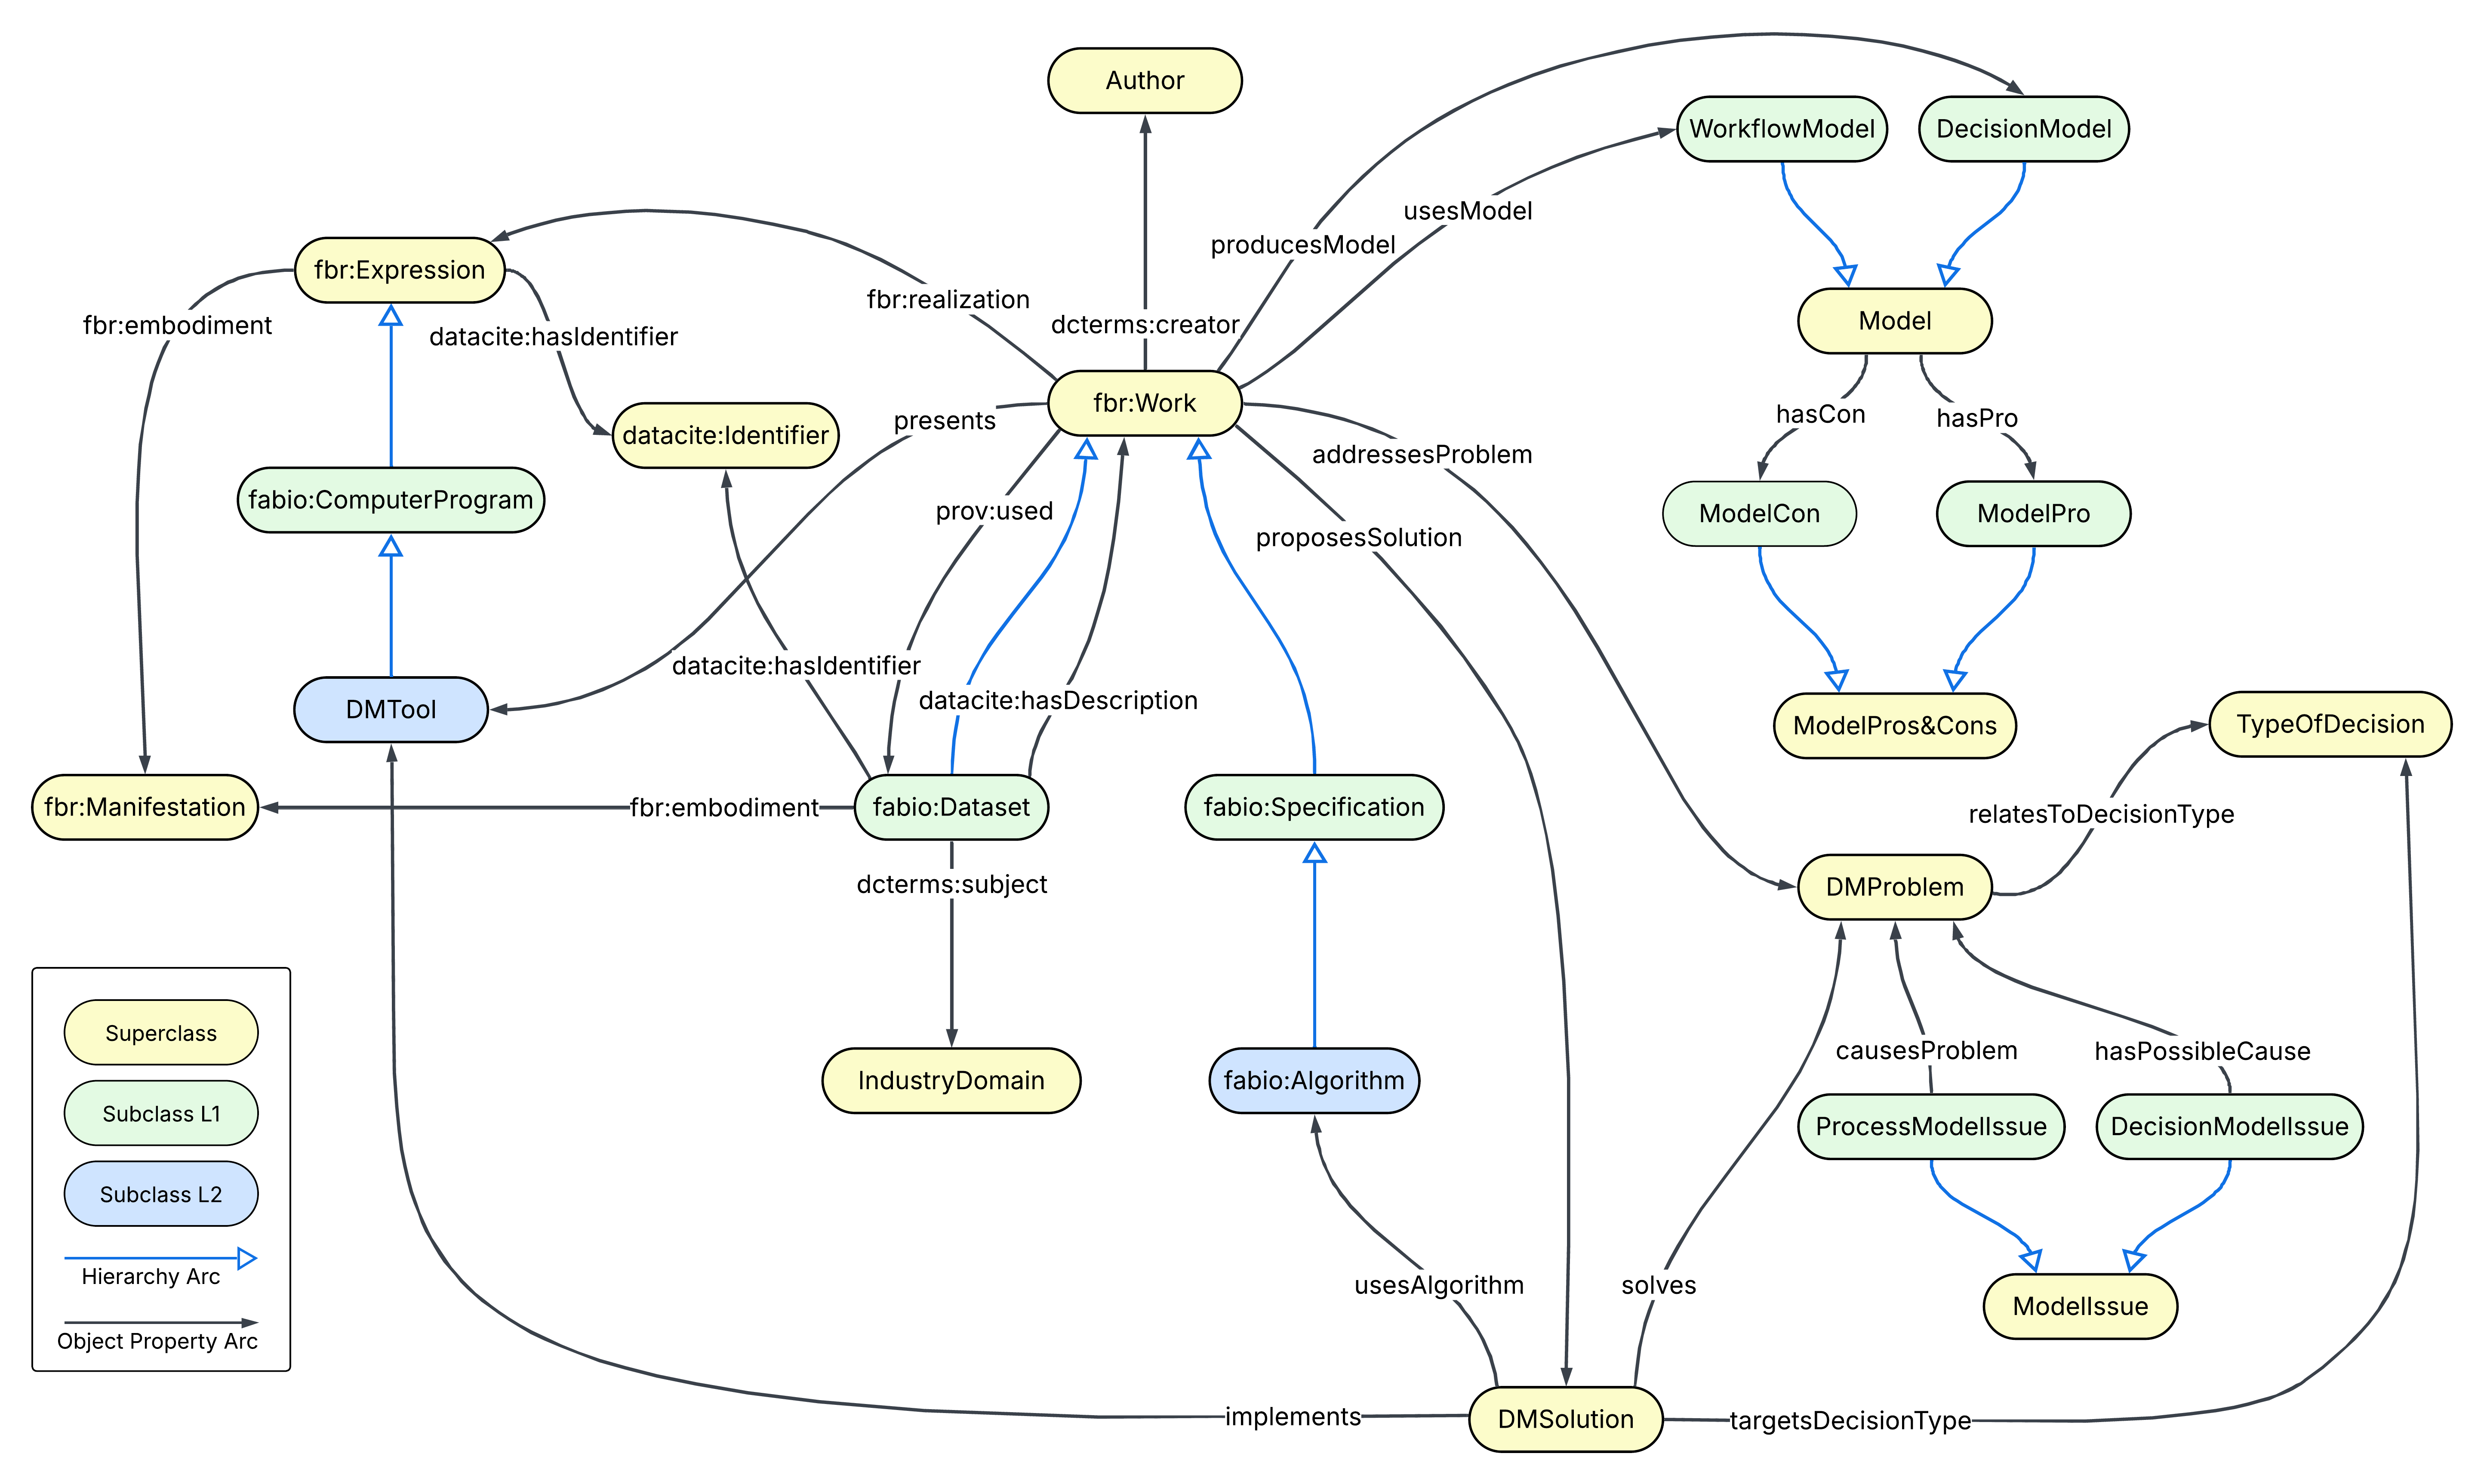 Author
WorkflowModel
DecisionModel
usesModel
producesModel
fbr:Expression
fbr:realization
fbr:embodiment
datacite:hasIdentifier
dcterms:creator
Model
fbr:Work
hasCon
hasPro
presents
datacite:Identifier
addressesProblem
fabio:ComputerProgram
prov:used
ModelCon
ModelPro
proposesSolution
datacite:hasIdentifier
datacite:hasDescription
DMTool
ModelPros&Cons
TypeOfDecision
fbr:Manifestation
fbr:embodiment
fabio:Dataset
fabio:Specification
relatesToDecisionType
dcterms:subject
DMProblem
Superclass
causesProblem
hasPossibleCause
IndustryDomain
fabio:Algorithm
Subclass L1
ProcessModelIssue
DecisionModelIssue
Subclass L2
Hierarchy Arc
usesAlgorithm
solves
ModelIssue
Object Property Arc
implements
DMSolution
targetsDecisionType